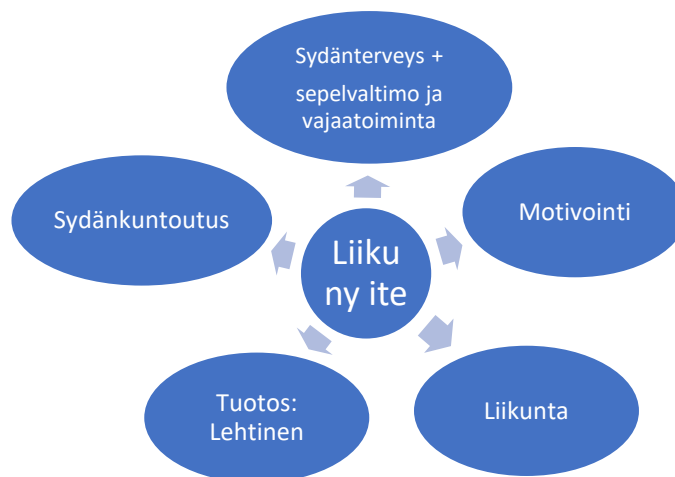 Sydänterveys +
sepelvaltimo ja
vajaatoiminta
Sydänkuntoutus
Motivointi
Liiku
ny ite
Tuotos:
Lehtinen
Liikunta